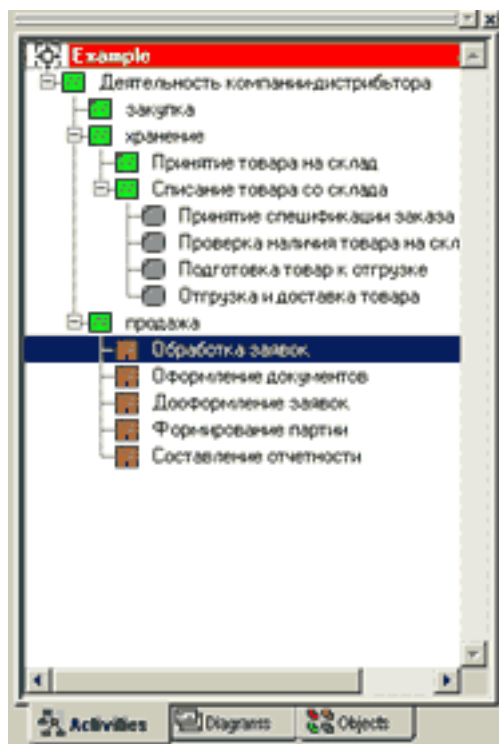 Example
Деятельность компании-дистрибьтора
закупка
хранение
Принятие товара на склад
Списание товара со склада
Принятие спецификации заказа
Проверка наличия товара на скл
Подготовка товар к отгрузке
Отгрузка и доставка товара
продажа
Обработка заявок
Оформление документов
Дооформление заявок
Формирование партии
Составление отчетности
Activities Diagrams Objects